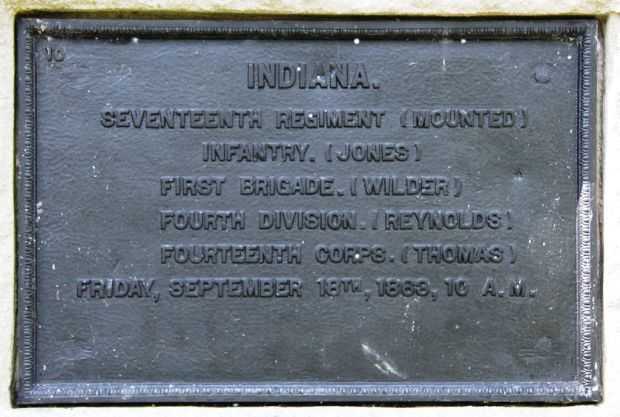 10
INDIANA.
SEVENTEENTH REGIMENT (MOUNTED)
INFANTRY. (JONES)
FIRST BRIGADE. (WILDER)
FOURTH DIVISION. (REYNOLDS)
FOURTEENTH CORPS. (THOMAS)
FRIDAY, SEPTEMBER 18TH, 1863, 10 A.M.